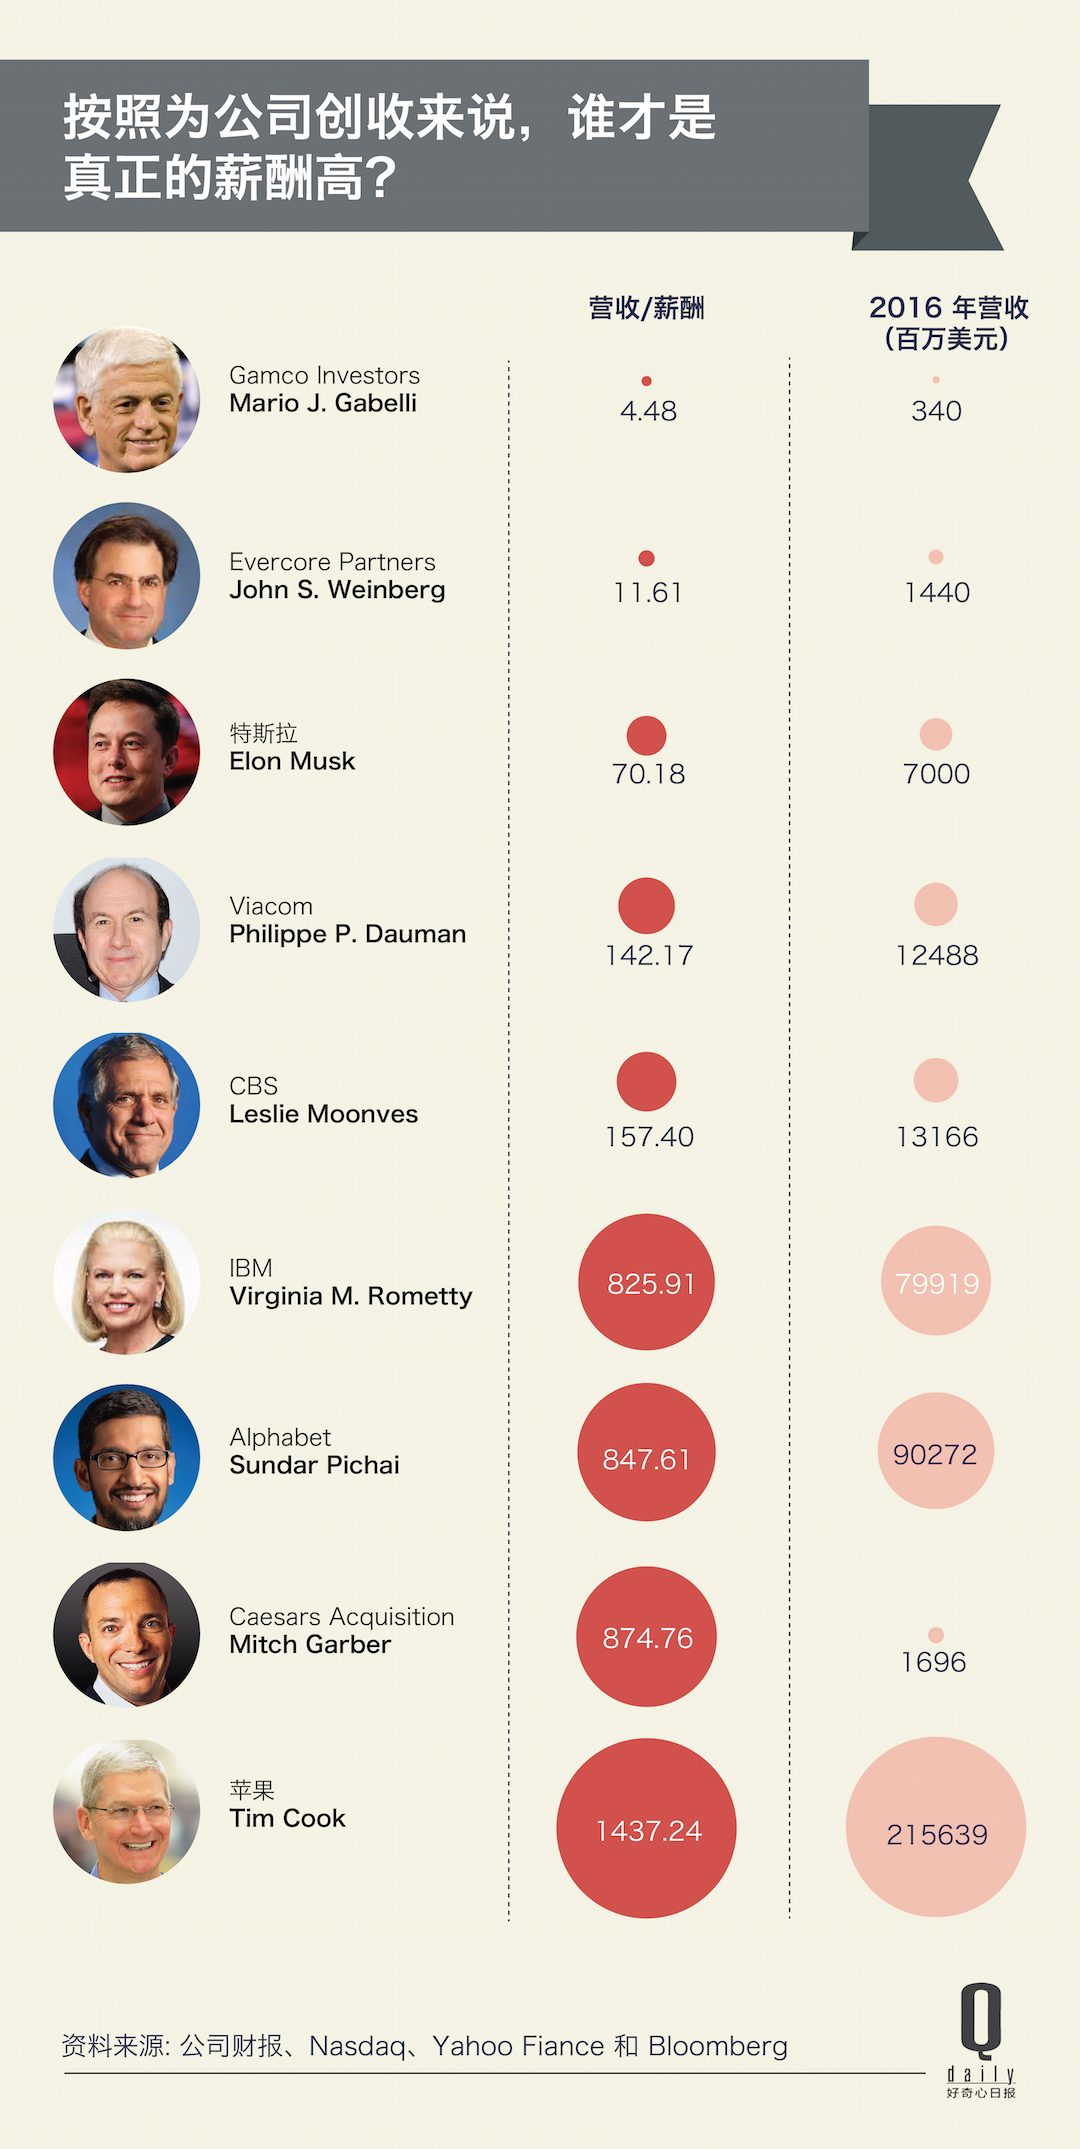 按照为公司创收来说，谁才是
真正的薪酬高?
营收/薪酬
2016 年营收
（百万美元）
Gamco Investors
Mario J. Gabelli
4.48
340
Evercore Partners
John S. Weinberg
11.61
1440
特斯拉
Elon Musk
70.18
7000
Viacom
Philippe P. Dauman
142.17
12488
CBS
Leslie Moonves
157.40
13166
IBM
Virginia M. Rometty
825.91
79919
Alphabet
Sundar Pichai
847.61
90272
Caesars Acquisition
Mitch Garber
874.76
1696
苹果
Tim Cook
1437.24
215639
资料来源: 公司财报、Nasdaq、Yahoo Fiance 和 Bloomberg
Q
daily
好奇心日报